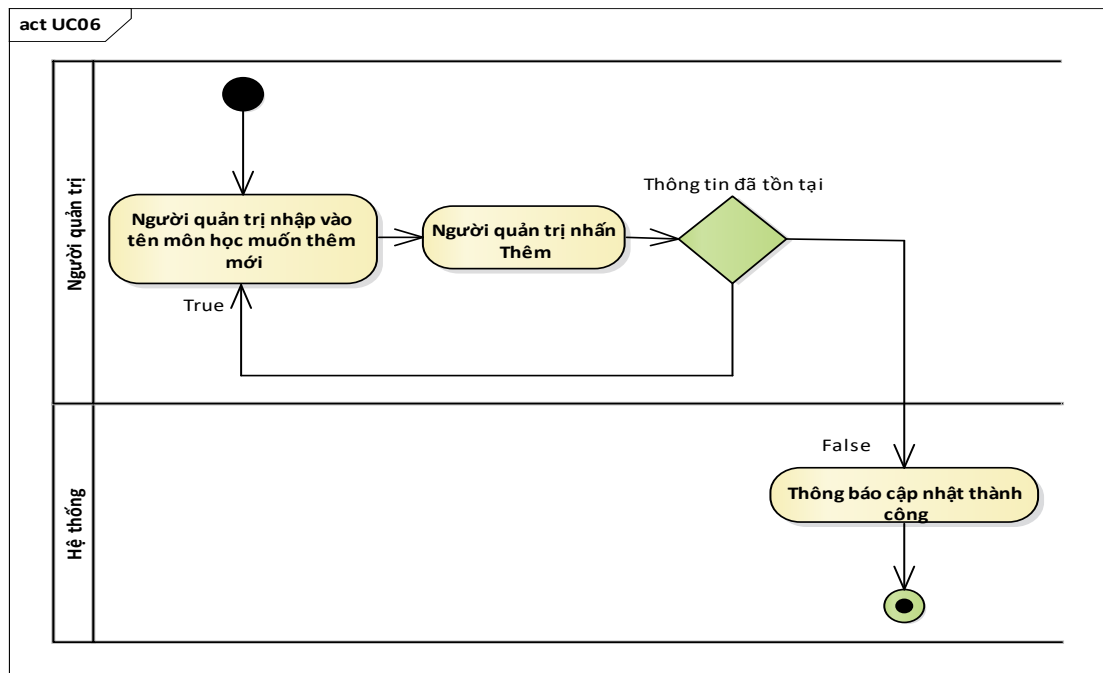 act UC06
Người quản trị
Thông tin đã tồn tại
Người quản trị nhập vào
tên môn học muốn thêm
mới
Người quản trị nhấn
Thêm
True
Hệ thống
False
Thông báo cập nhật thành
công